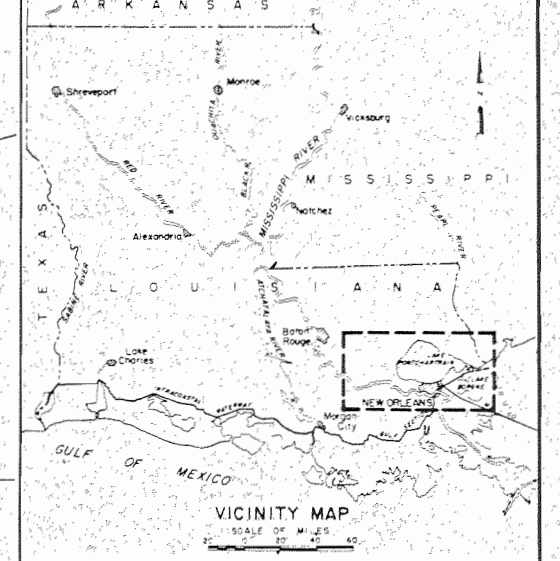 ARKANSAS
Shreveport
Monroe
OUACHITA RIVER
Vicksburg
N
RED RIVER
BLACK R.
MISSISSIPPI RIVER
MISSISSIPPI
Natchez
PEARL RIVER
Alexandria
TEXAS
SABINE RIVER
LOUISIANA
ATCHAFALAYA RIVER
Baton
Rouge
Lake
Charles
LAKE
PONTCHARTRAIN
LAKE
BORGNE
NEW ORLEANS
INTRACOASTAL WATERWAY
Morgan
City
GULF SECT
GULF OF MEXICO
VICINITY MAP
SCALE OF MILES
20 0 20 40 60